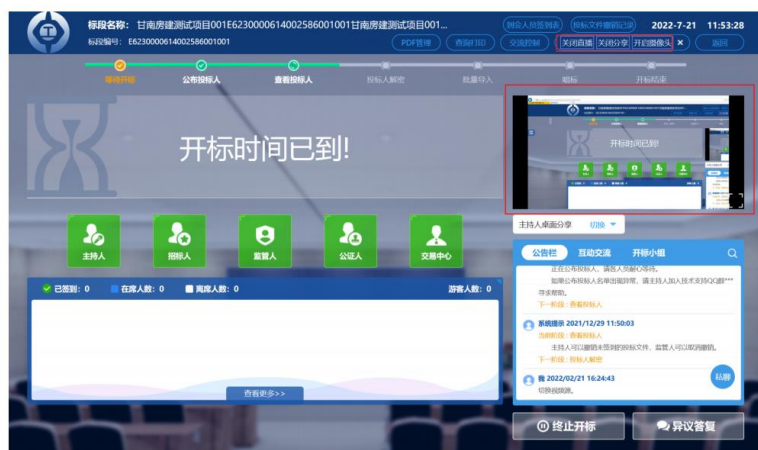 标段名称: 甘南房建测试项目001E6230000614002586001001甘南房建测试项目001...
到会人员签到表 投标文件撤销记录 2022-7-21 11:53:28
标段编号: E6230000614002586001001
PDF管理 查询打印 交流控制 关闭直播 关闭分享 开启摄像头 × 返回
等待开标 公布投标人 查看投标人 投标人解密 批量导入 唱标 开标结束
开标时间已到!
开标时间已到!
主持人 招标人 监管人 公证人 交易中心
主持人桌面分享 切换
公告栏 互动交流 开标小组
正在公布投标人,请各人员耐心等待。
如果公布投标人名单出现异常,请主持人加入技术支持QQ群***
寻求帮助。
下一阶段:查看投标人
系统提示 2021/12/29 11:50:03
当前阶段:查看投标人
主持人可以撤销未签到的投标文件、监管人可以取消撤销。
下一阶段:投标人解密
我 2022/02/21 16:24:43
切换视频源。
私聊
已签到: 0 在席人数: 0 离席人数: 0 游客人数: 0
查看更多>>
终止开标 异议答复